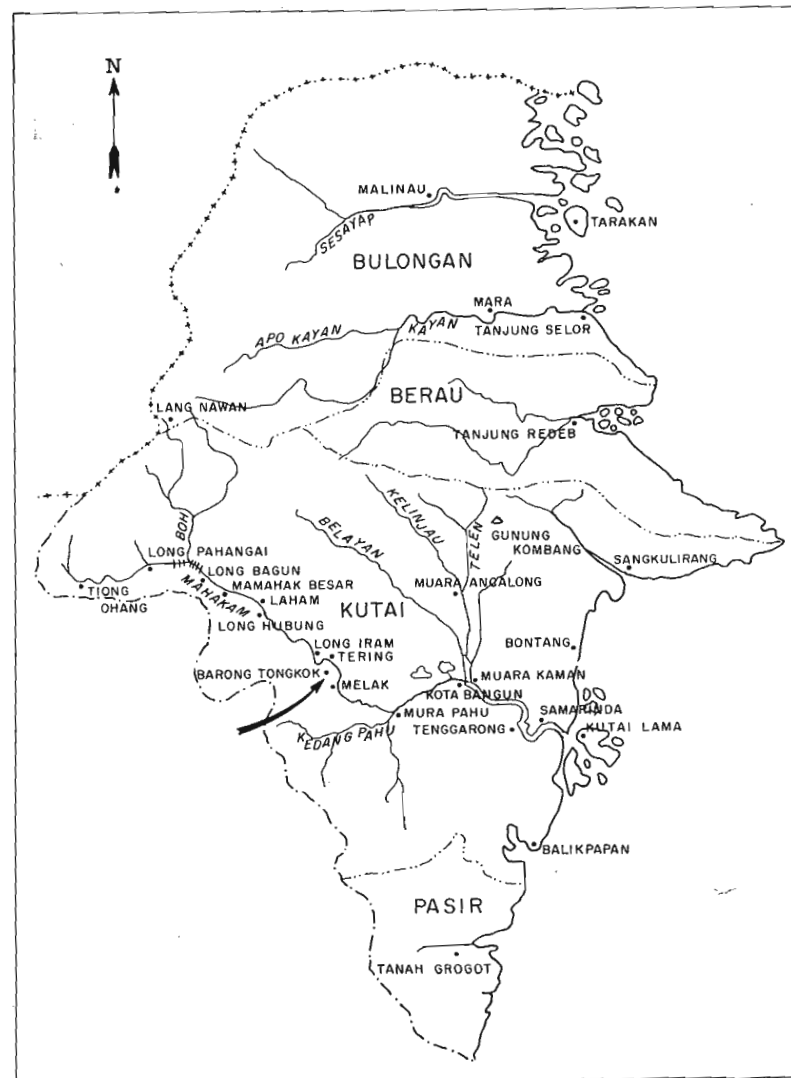 N
MALINAU
TARAKAN
SESAYAP
BULONGAN
MARA
KAYAN
APO KAYAN
TANJUNG SELOR
BERAU
LANG NAWAN
TANJUNG REDEB
KELINJAU
BELAYAN
TELEN
GUNUNG
KOMBANG
BOH
LONG PAHANGAI
SANGKULIRANG
LONG BAGUN
TIONG
OHANG
MAHAKAM
MAMAHAK BESAR
MUARA ANCALONG
LAHAM
KUTAI
LONG HUBUNG
BONTANG
LONG IRAM
TERING
BARONG TONGKOK
MUARA KAMAN
MELAK
KOTA BANGUN
MURA PAHU
SAMARINDA
KEDANG PAHU
TENGGARONG
KUTAI LAMA
BALIKPAPAN
PASIR
TANAH GROGOT